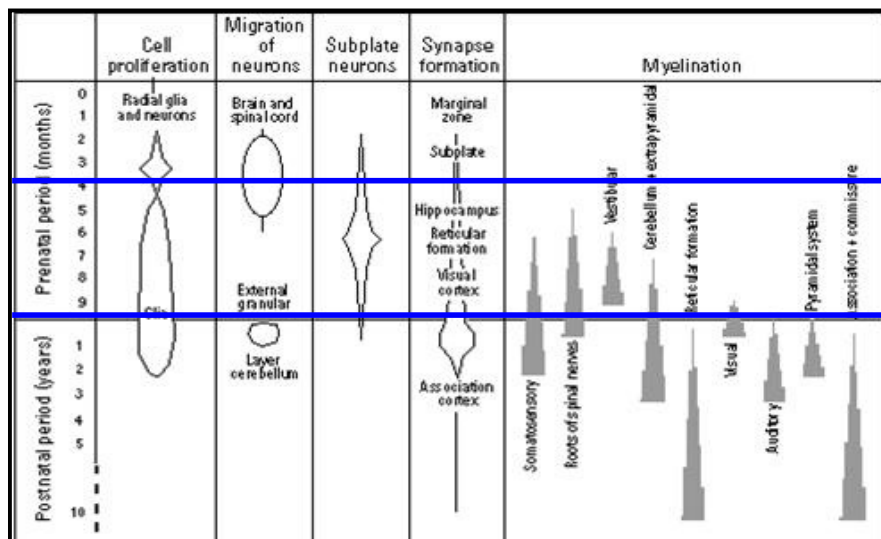 Cell
proliferation
Migration
of
neurons
Subplate
neurons
Synapse
formation
Myelination
Prenatal period (months)
0
1
2
3
4
5
6
7
8
9
Postnatal period (years)
1
2
3
4
5
10
Radial glia
and neurons
Glia
Brain and
spinal cord
External
granular
Layer
cerebellum
Marginal
zone
Subplate
Hippocampus
Reticular
formation
Visual
cortex
Association
cortex
Somatosensory
Roots of spinal nerves
Vestibular
Cerebellum + extrapyramidal
Reticular formation
Visual
Auditory
Pyramidal system
Association + commissure